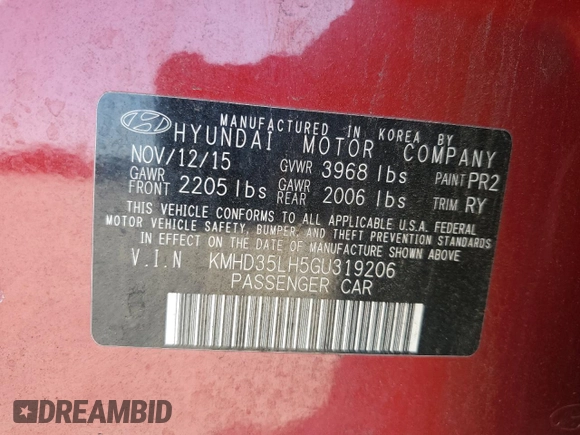 MANUFACTURED IN KOREA BY
HYUNDAI MOTOR COMPANY
NOV/12/15 GVWR 3968 lbs PAINT PR2
GAWR FRONT 2205 lbs GAWR REAR 2006 lbs TRIM RY
THIS VEHICLE CONFORMS TO ALL APPLICABLE U.S.A. FEDERAL
MOTOR VEHICLE SAFETY, BUMPER, AND THEFT PREVENTION STANDARDS
IN EFFECT ON THE DATE OF MANUFACTURE SHOWN ABOVE
V.I.N KMHD35LH5GU319206
PASSENGER CAR
DREAMBID